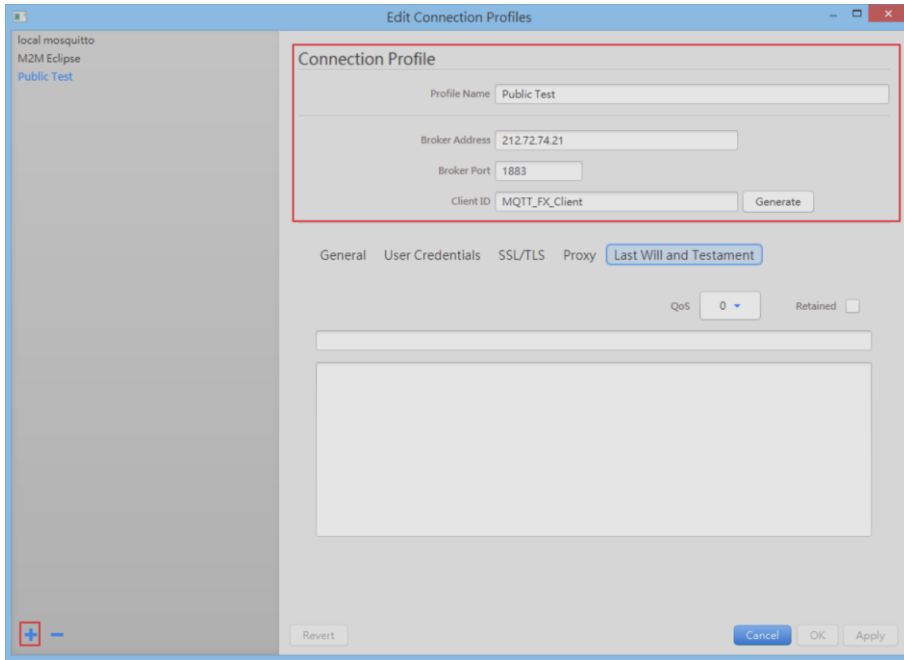 Edit Connection Profiles
local mosquitto
M2M Eclipse
Public Test
Connection Profile
Profile Name Public Test
Broker Address 212.72.74.21
Broker Port 1883
Client ID MQTT_FX_Client Generate
General User Credentials SSL/TLS Proxy Last Will and Testament
QoS 0 Retained
Revert Cancel OK Apply